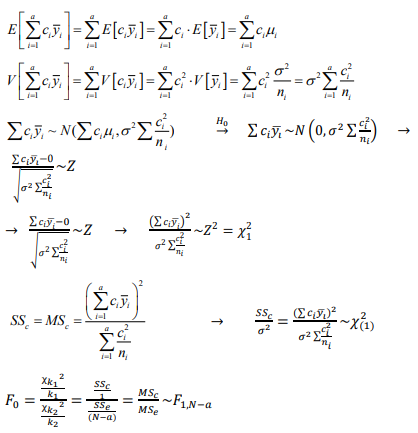 E[∑_{i=1}^{a} c_i ȳ_i] = ∑_{i=1}^{a} E[c_i ȳ_i] = ∑_{i=1}^{a} c_i · E[ȳ_i] = ∑_{i=1}^{a} c_i μ_i
V[∑_{i=1}^{a} c_i ȳ_i] = ∑_{i=1}^{a} V[c_i ȳ_i] = ∑_{i=1}^{a} c_i^2 · V[ȳ_i] = ∑_{i=1}^{a} c_i^2 σ^2/n_i = σ^2 ∑_{i=1}^{a} c_i^2/n_i
∑ c_i ȳ_i ~ N(∑ c_i μ_i, σ^2 ∑ c_i^2/n_i) →^{H_0} ∑ c_i ȳ_i ~ N(0, σ^2 ∑ c_i^2/n_i) →
(∑ c_i ȳ_i − 0)/√(σ^2 ∑ c_i^2/n_i) ~ Z
→ (∑ c_i ȳ_i − 0)/√(σ^2 ∑ c_i^2/n_i) ~ Z → (∑ c_i ȳ_i)^2/(σ^2 ∑ c_i^2/n_i) ~ Z^2 = χ_1^2
SS_c = MS_c = (∑_{i=1}^{a} c_i ȳ_i)^2/(∑_{i=1}^{a} c_i^2/n_i) → SS_c/σ^2 = (∑ c_i ȳ_i)^2/(σ^2 ∑ c_i^2/n_i) ~ χ_{(1)}^2
F_0 = (χ_{k_1}^2/k_1)/(χ_{k_2}^2/k_2) = (SS_c/1)/(SS_e/(N−a)) = MS_c/MS_e ~ F_{1,N−a}